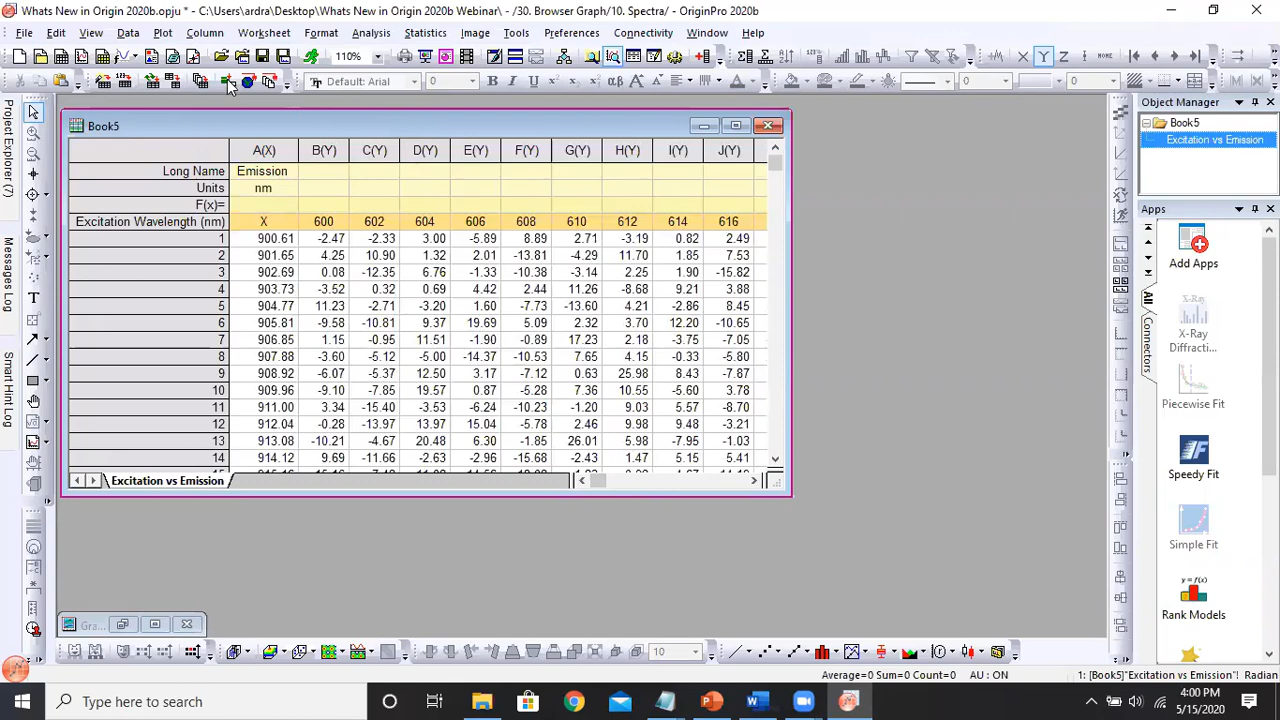 Whats New in Origin 2020b.opju * - C:\Users\ardra\Desktop\Whats New in Origin 2020b Webinar\ - /30. Browser Graph/10. Spectra/ - OriginPro 2020b
File Edit View Data Plot Column Worksheet Format Analysis Statistics Image Tools Preferences Connectivity Window Help
110%
Default: Arial 0 B I U 0 0
Project Explorer (7)
Messages Log
Smart Hint Log
Book5
A(X) B(Y) C(Y) D(Y) E(Y) F(Y) G(Y) H(Y) I(Y) J(Y)
Long Name Emission
Units nm
F(x)=
Excitation Wavelength (nm) X 600 602 604 606 608 610 612 614 616
1 900.61 -2.47 -2.33 3.00 -5.89 8.89 2.71 -3.19 0.82 2.49
2 901.65 4.25 10.90 1.32 2.01 -13.81 -4.29 11.70 1.85 7.53
3 902.69 0.08 -12.35 6.76 -1.33 -10.38 -3.14 2.25 1.90 -15.82
4 903.73 -3.52 0.32 0.69 4.42 2.44 11.26 -8.68 9.21 3.88
5 904.77 11.23 -2.71 -3.20 1.60 -7.73 -13.60 4.21 -2.86 8.45
6 905.81 -9.58 -10.81 9.37 19.69 5.09 2.32 3.70 12.20 -10.65
7 906.85 1.15 -0.95 11.51 -1.90 -0.89 17.23 2.18 -3.75 -7.05
8 907.88 -3.60 -5.12 -5.00 -14.37 -10.53 7.65 4.15 -0.33 -5.80
9 908.92 -6.07 -5.37 12.50 3.17 -7.12 0.63 25.98 8.43 -7.87
10 909.96 -9.10 -7.85 19.57 0.87 -5.28 7.36 10.55 -5.60 3.78
11 911.00 3.34 -15.40 -3.53 -6.24 -10.23 -1.20 9.03 5.57 -8.70
12 912.04 -0.28 -13.97 13.97 15.04 -5.78 2.46 9.98 9.48 -3.21
13 913.08 -10.21 -4.67 20.48 6.30 -1.85 26.01 5.98 -7.95 -1.03
14 914.12 9.69 -11.66 -2.63 -2.96 -15.68 -2.43 1.47 5.15 5.41
Excitation vs Emission
Gra...
Object Manager
Book5
Excitation vs Emission
Apps
All
Connectors
Add Apps
X-Ray
Diffracti...
Piecewise Fit
Speedy Fit
Simple Fit
y = f(x)
Rank Models
10
Average=0 Sum=0 Count=0 AU : ON 1: [Book5]"Excitation vs Emission"! Radian
Type here to search
4:00 PM
5/15/2020